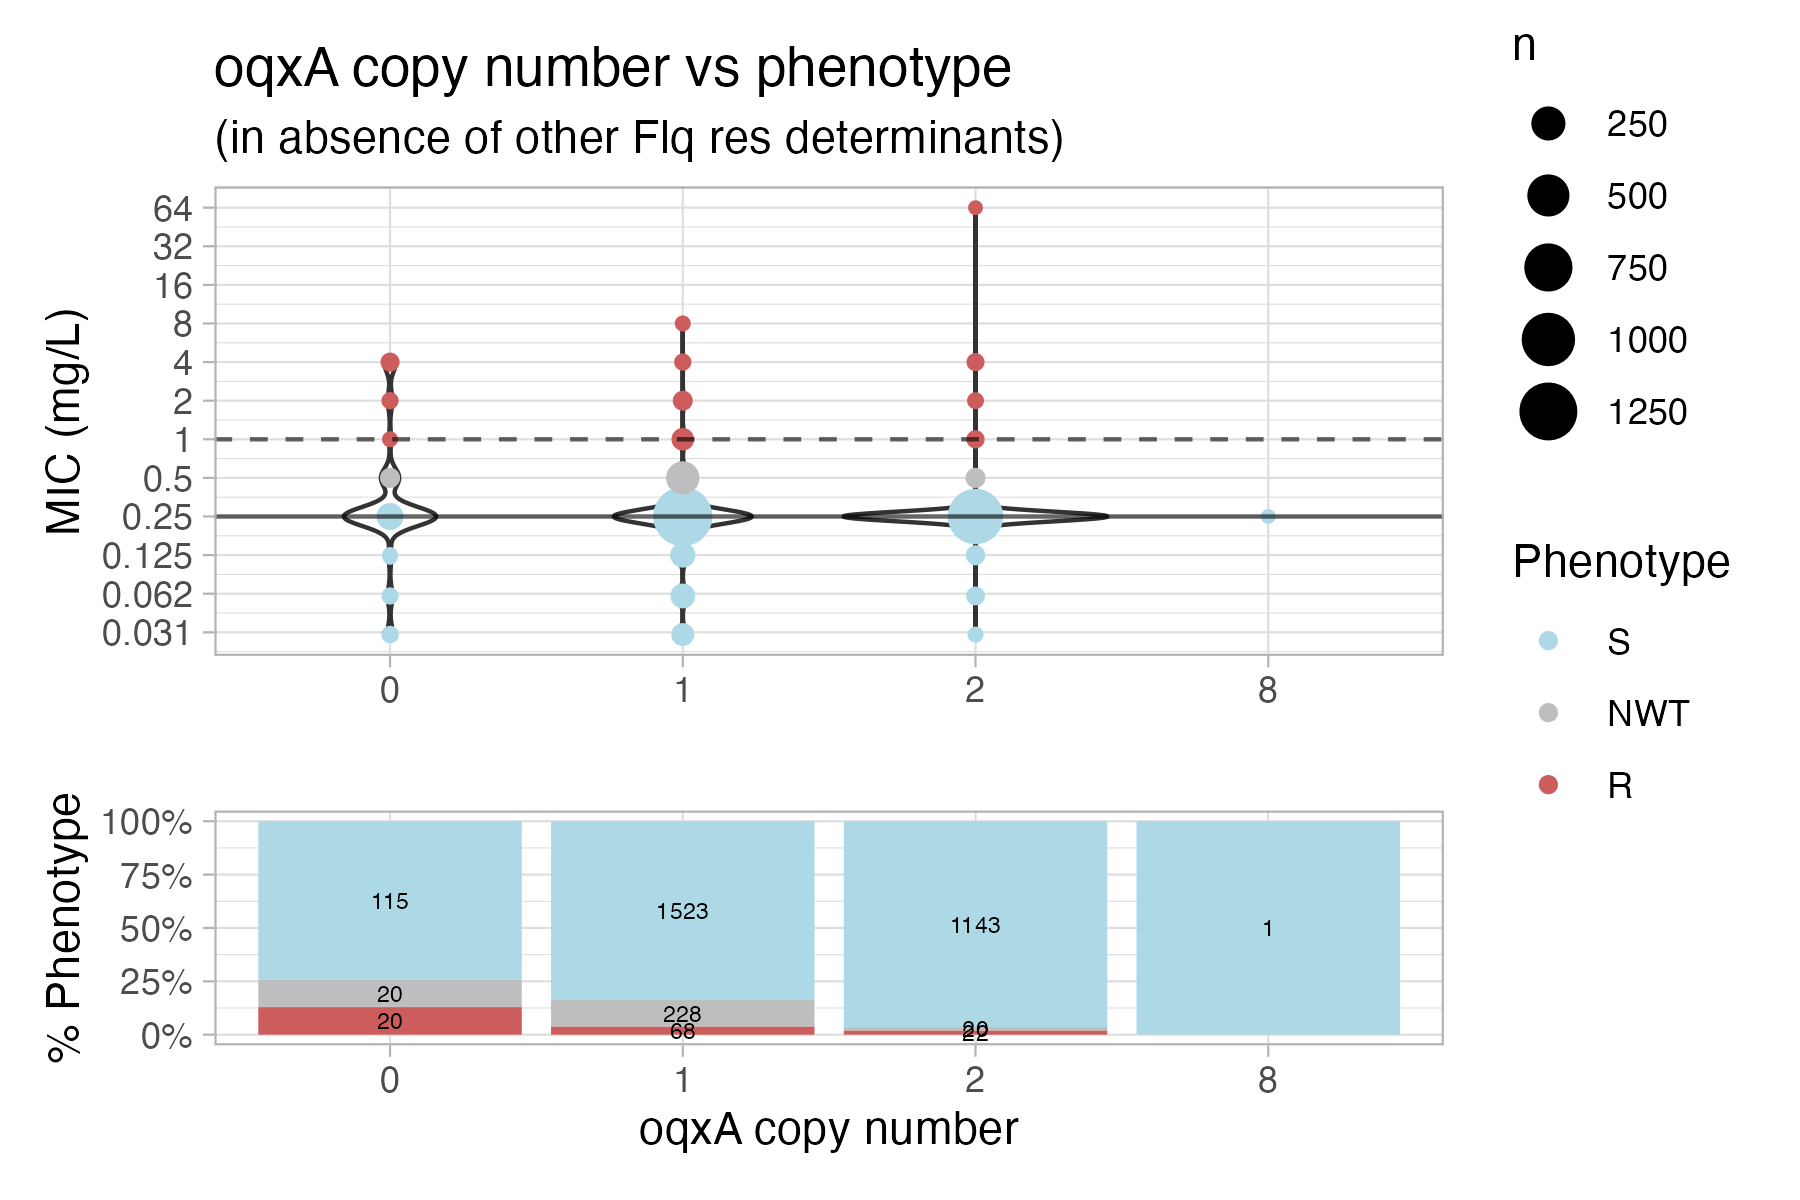 oqxA copy number vs phenotype
(in absence of other Flq res determinants)
MIC (mg/L)
64
32
16
8
4
2
1
0.5
0.25
0.125
0.062
0.031
0 1 2 8
% Phenotype
100%
75%
50%
25%
0%
115 1523 1143 1
20 228 20
20 68 22
0 1 2 8
oqxA copy number
n
250
500
750
1000
1250
Phenotype
S
NWT
R